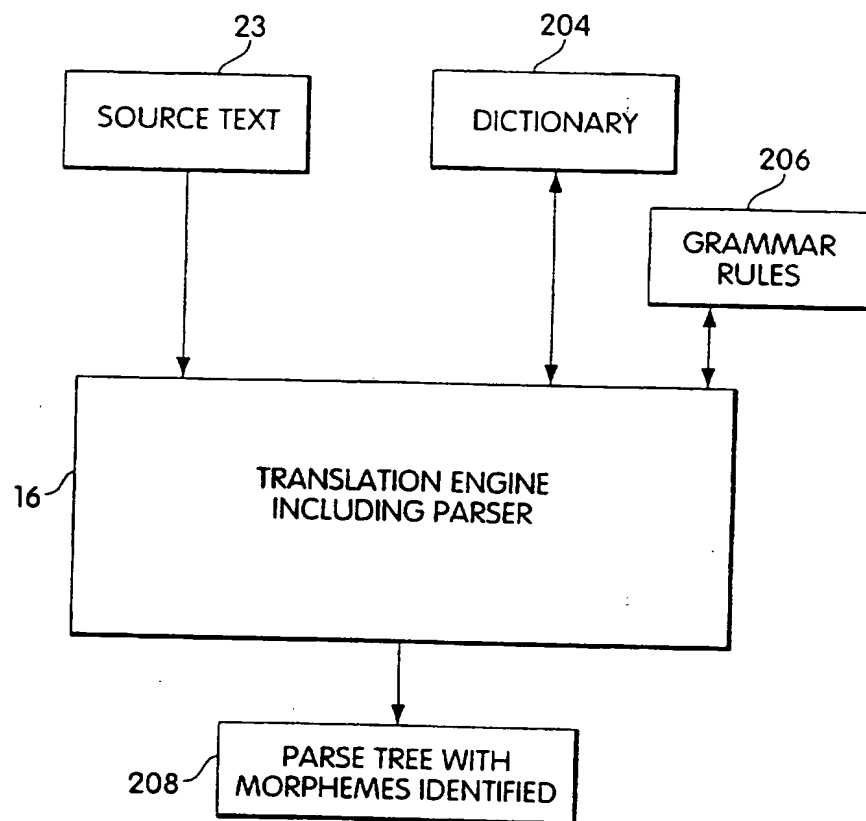 23
SOURCE TEXT
204
DICTIONARY
206
GRAMMAR
RULES
16
TRANSLATION ENGINE
INCLUDING PARSER
208
PARSE TREE WITH
MORPHEMES IDENTIFIED